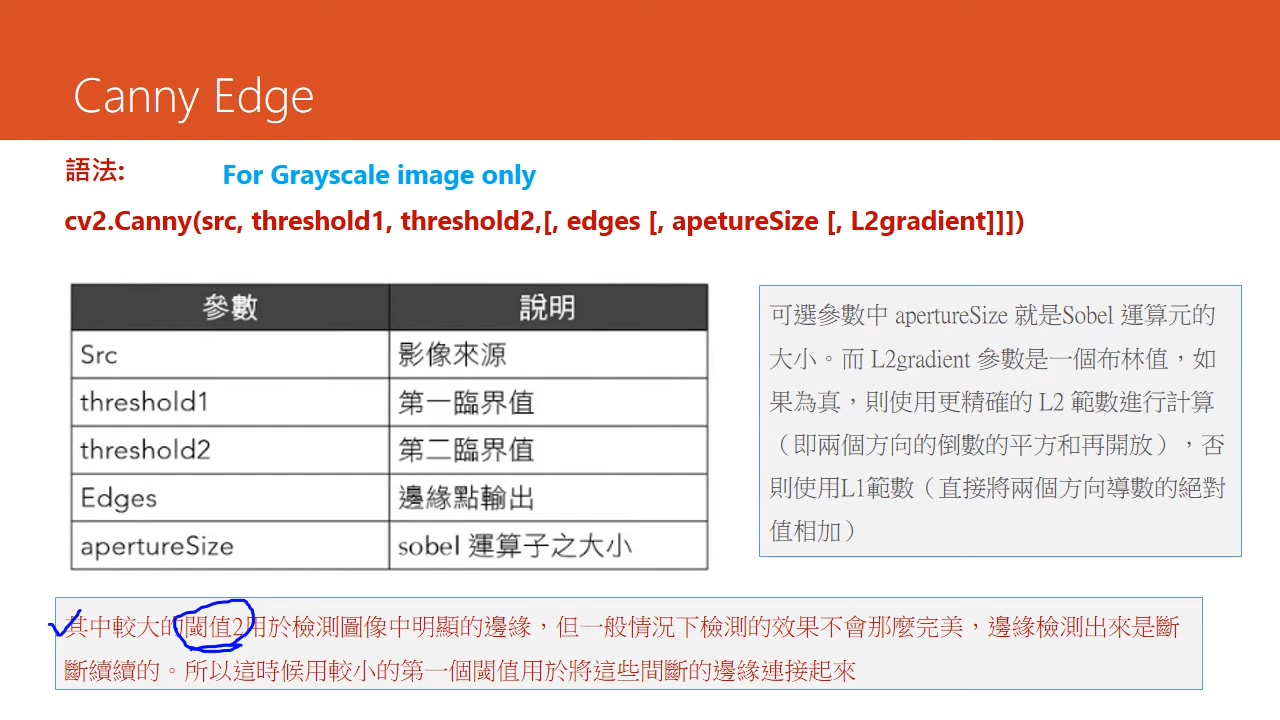 Canny Edge
語法:
For Grayscale image only
cv2.Canny(src, threshold1, threshold2,[, edges [, apetureSize [, L2gradient]]])
參數 說明
Src 影像來源
threshold1 第一臨界值
threshold2 第二臨界值
Edges 邊緣點輸出
apertureSize sobel 運算子之大小
可選參數中 apertureSize 就是Sobel 運算元的
大小。而 L2gradient 參數是一個布林值，如
果為真，則使用更精確的 L2 範數進行計算
（即兩個方向的倒數的平方和再開放），否
則使用L1範數（直接將兩個方向導數的絕對
值相加）
其中較大的閾值2用於檢測圖像中明顯的邊緣，但一般情況下檢測的效果不會那麼完美，邊緣檢測出來是斷
斷續續的。所以這時候用較小的第一個閾值用於將這些間斷的邊緣連接起來